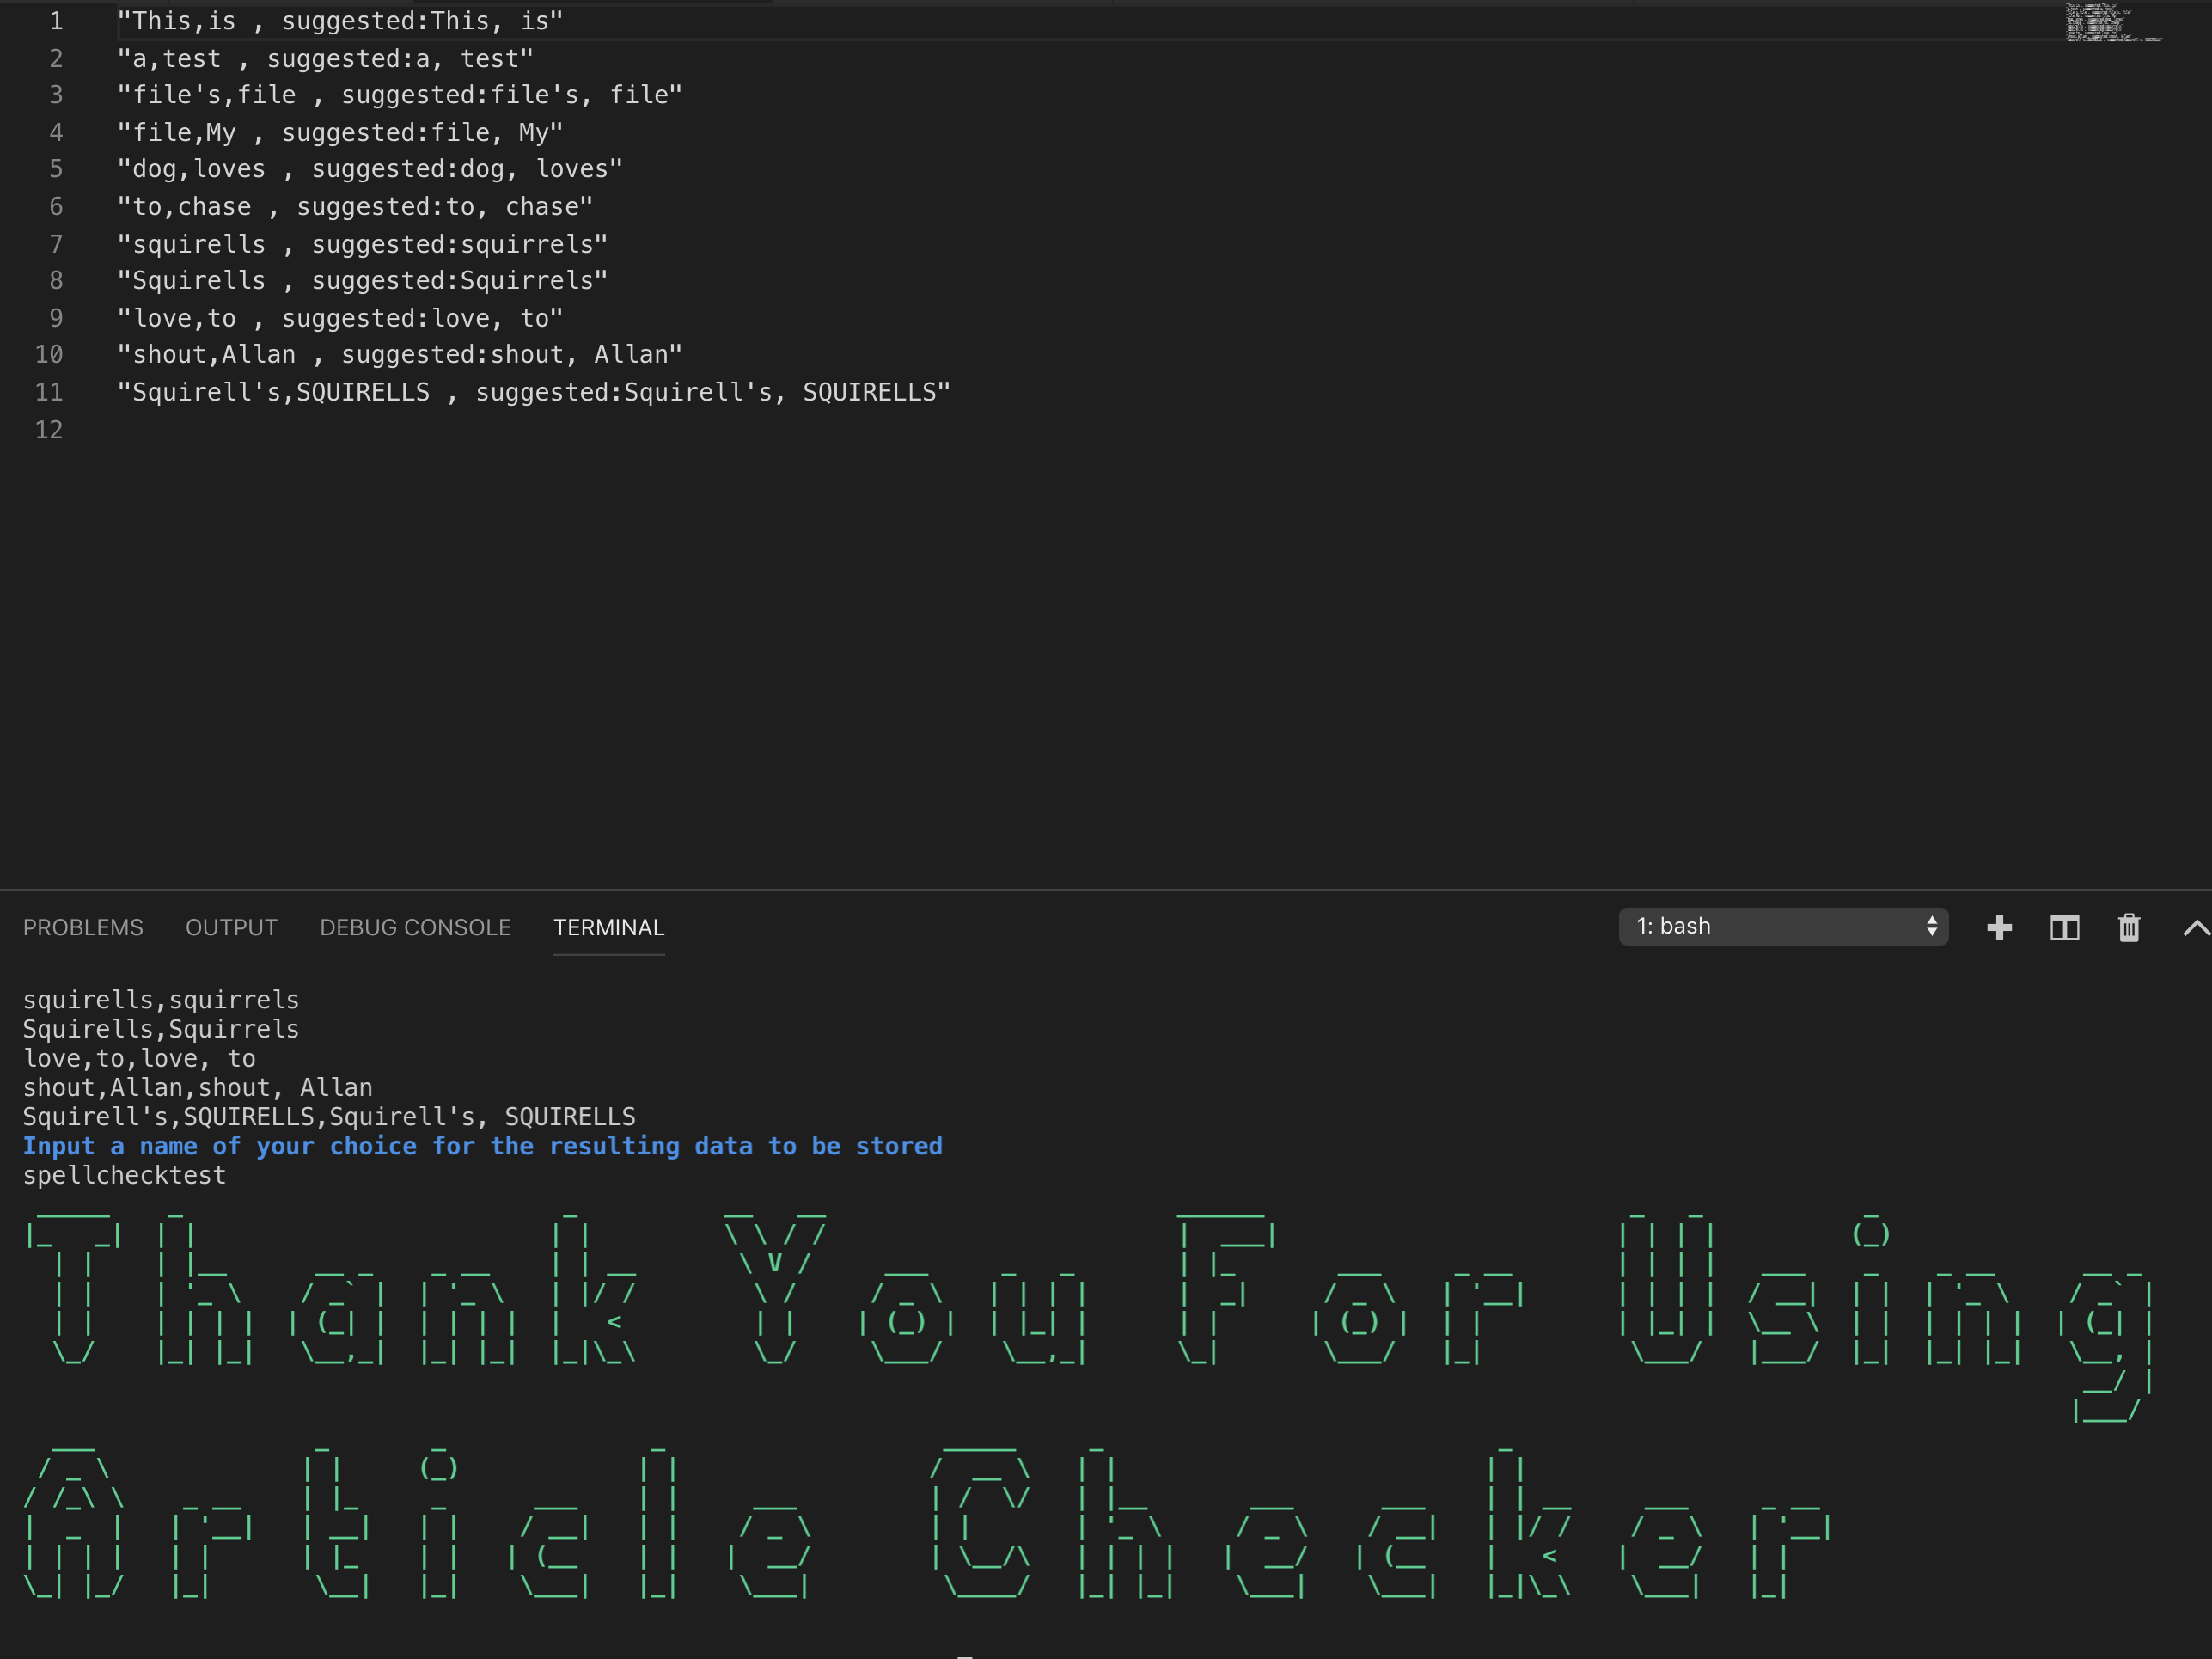 1 "This,is , suggested:This, is"
2 "a,test , suggested:a, test"
3 "file's,file , suggested:file's, file"
4 "file,My , suggested:file, My"
5 "dog,loves , suggested:dog, loves"
6 "to,chase , suggested:to, chase"
7 "squirells , suggested:squirrels"
8 "Squirells , suggested:Squirrels"
9 "love,to , suggested:love, to"
10 "shout,Allan , suggested:shout, Allan"
11 "Squirell's,SQUIRELLS , suggested:Squirell's, SQUIRELLS"
12
PROBLEMS OUTPUT DEBUG CONSOLE TERMINAL 1: bash
squirells,squirrels
Squirells,Squirrels
love,to,love, to
shout,Allan,shout, Allan
Squirell's,SQUIRELLS,Squirell's, SQUIRELLS
Input a name of your choice for the resulting data to be stored
spellchecktest
Thank You For Using
Article Checker